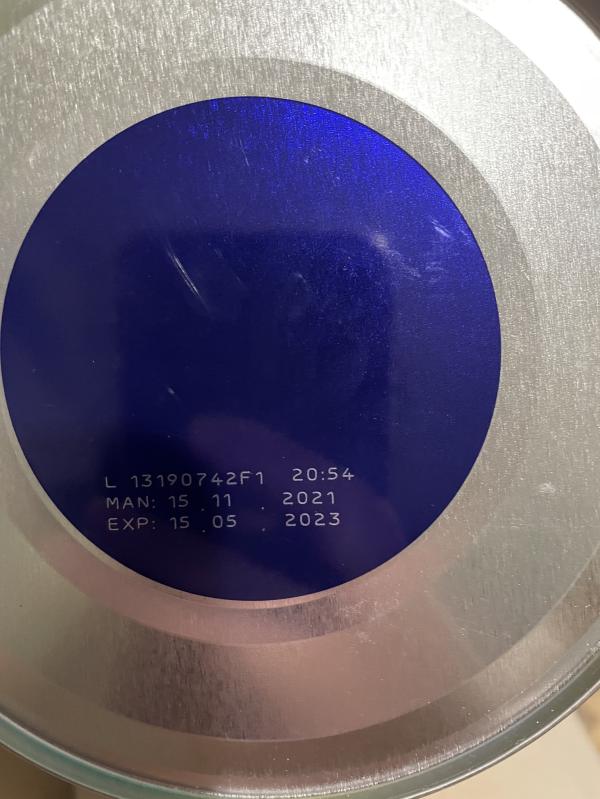 L 13190742F1 20:54
MAN: 15 . 11 . 2021
EXP: 15 . 05 . 2023